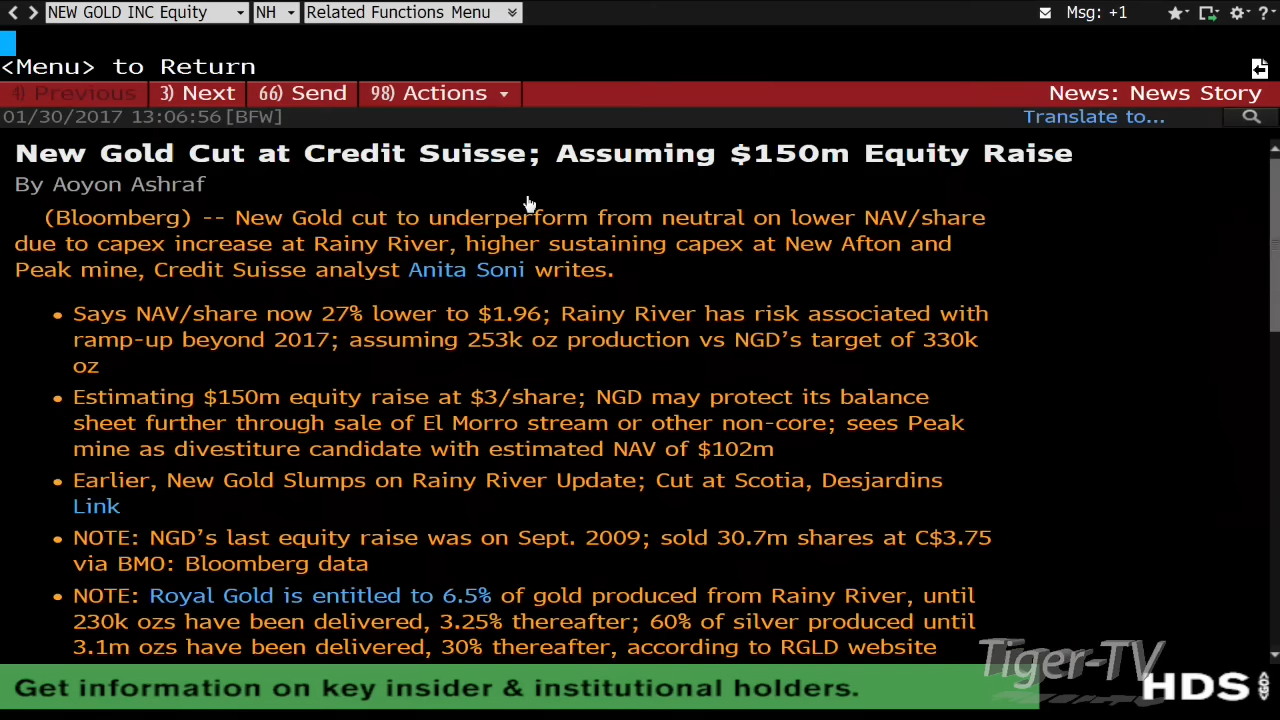 NEW GOLD INC Equity NH Related Functions Menu Msg: +1
<Menu> to Return
4) Previous 3) Next 66) Send 98) Actions News: News Story
01/30/2017 13:06:56[BFW] Translate to...
New Gold Cut at Credit Suisse; Assuming $150m Equity Raise
By Aoyon Ashraf
(Bloomberg) -- New Gold cut to underperform from neutral on lower NAV/share
due to capex increase at Rainy River, higher sustaining capex at New Afton and
Peak mine, Credit Suisse analyst Anita Soni writes.
• Says NAV/share now 27% lower to $1.96; Rainy River has risk associated with
ramp-up beyond 2017; assuming 253k oz production vs NGD's target of 330k
oz
• Estimating $150m equity raise at $3/share; NGD may protect its balance
sheet further through sale of El Morro stream or other non-core; sees Peak
mine as divestiture candidate with estimated NAV of $102m
• Earlier, New Gold Slumps on Rainy River Update; Cut at Scotia, Desjardins
Link
• NOTE: NGD's last equity raise was on Sept. 2009; sold 30.7m shares at C$3.75
via BMO: Bloomberg data
• NOTE: Royal Gold is entitled to 6.5% of gold produced from Rainy River, until
230k ozs have been delivered, 3.25% thereafter; 60% of silver produced until
3.1m ozs have been delivered, 30% thereafter, according to RGLD website
Tiger-TV
Get information on key insider & institutional holders.
HDS